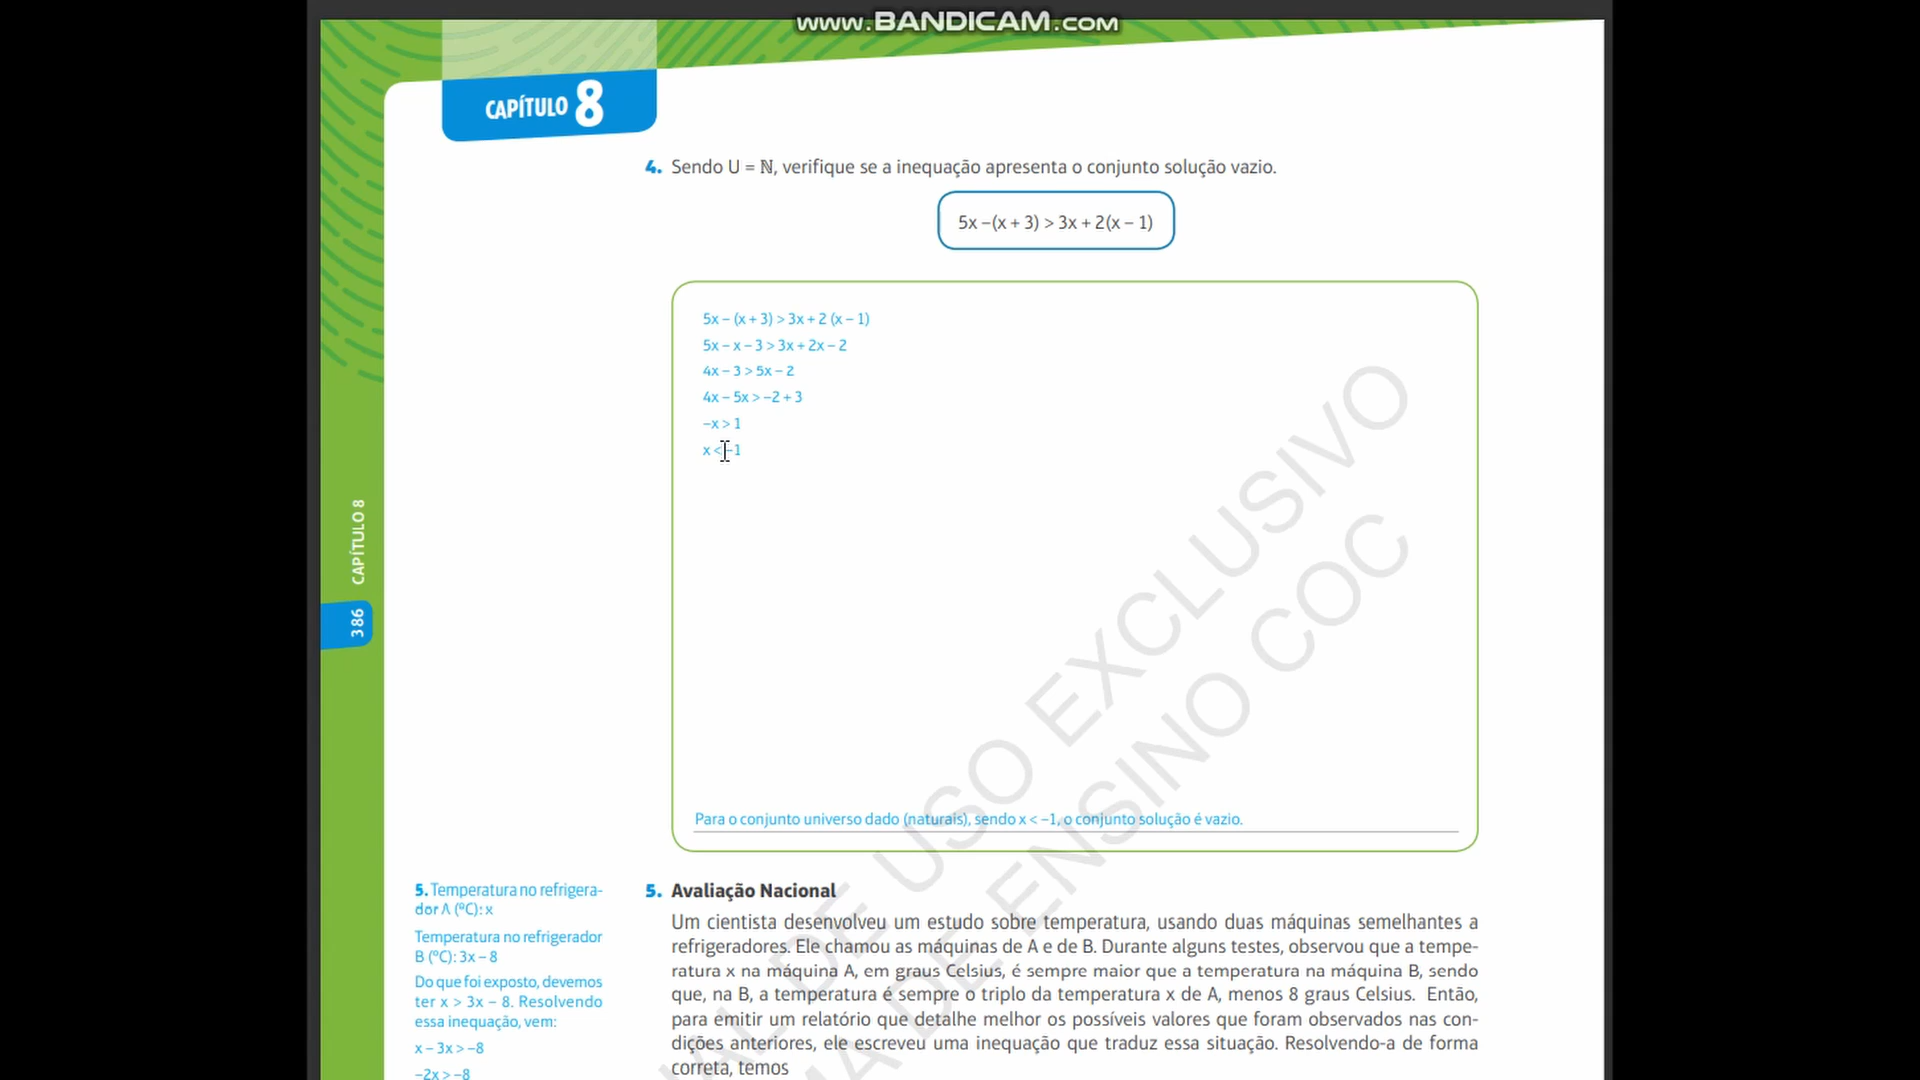 www.BANDICAM.com
CAPÍTULO 8
4. Sendo U = ℕ, verifique se a inequação apresenta o conjunto solução vazio.
5x –(x + 3) > 3x + 2(x – 1)
5x – (x + 3) > 3x + 2 (x – 1)
5x – x – 3 > 3x + 2x – 2
4x – 3 > 5x – 2
4x – 5x > –2 + 3
–x > 1
x < –1
Para o conjunto universo dado (naturais), sendo x < –1, o conjunto solução é vazio.
CAPÍTULO 8
386
5. Temperatura no refrigera-
dor A (ºC): x
Temperatura no refrigerador
B (ºC): 3x – 8
Do que foi exposto, devemos
ter x > 3x – 8. Resolvendo
essa inequação, vem:
x – 3x > –8
–2x > –8
5. Avaliação Nacional
Um cientista desenvolveu um estudo sobre temperatura, usando duas máquinas semelhantes a
refrigeradores. Ele chamou as máquinas de A e de B. Durante alguns testes, observou que a tempe-
ratura x na máquina A, em graus Celsius, é sempre maior que a temperatura na máquina B, sendo
que, na B, a temperatura é sempre o triplo da temperatura x de A, menos 8 graus Celsius. Então,
para emitir um relatório que detalhe melhor os possíveis valores que foram observados nas con-
dições anteriores, ele escreveu uma inequação que traduz essa situação. Resolvendo-a de forma
correta, temos
DE USO EXCLUSIVO
DE ENSINO COC